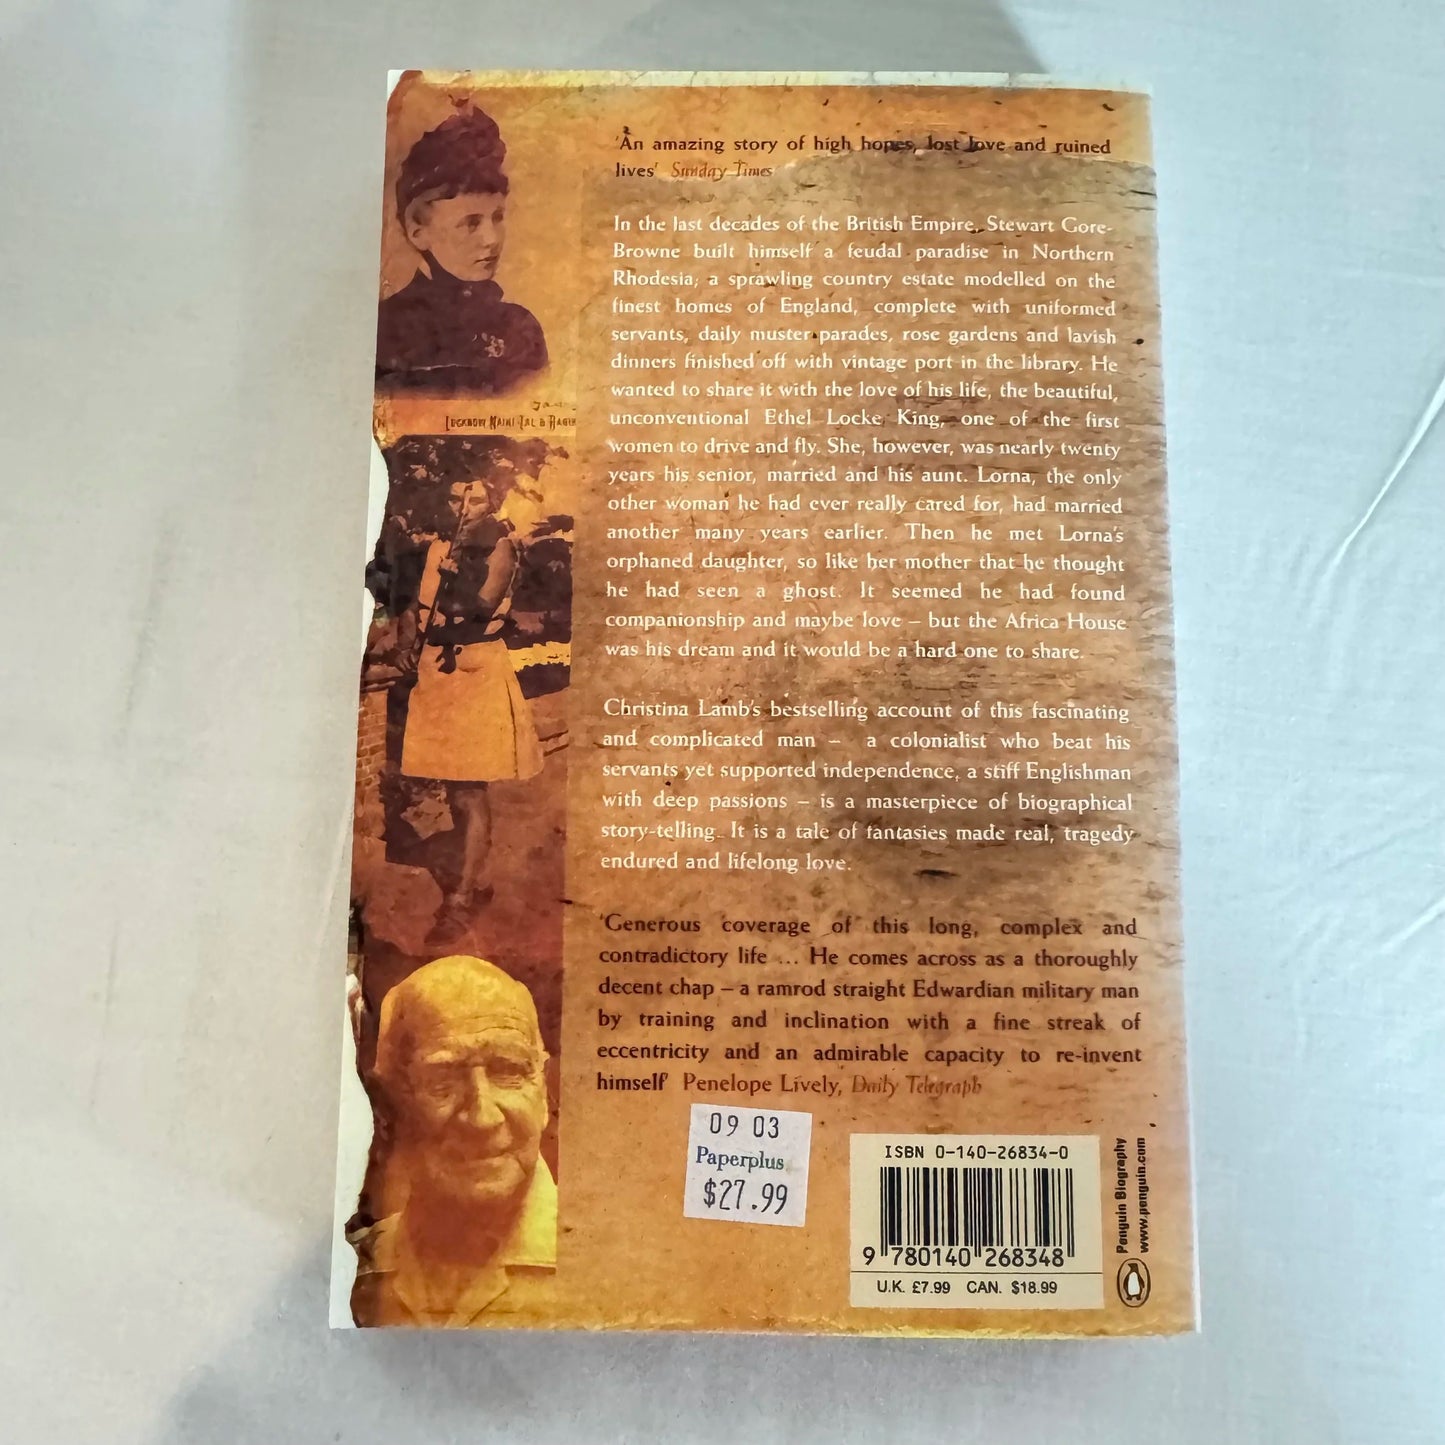 'An amazing story of high hopes, lost love and ruined
lives' Sunday Times
In the last decades of the British Empire, Stewart Gore-
Browne built himself a feudal paradise in Northern
Rhodesia; a sprawling country estate modelled on the
finest homes of England, complete with uniformed
servants, daily muster parades, rose gardens and lavish
dinners finished off with vintage port in the library. He
wanted to share it with the love of his life, the beautiful,
unconventional Ethel Locke King, one of the first
women to drive and fly. She, however, was nearly twenty
years his senior, married and his aunt. Lorna, the only
other woman he had ever really cared for, had married
another many years earlier. Then he met Lorna's
orphaned daughter, so like her mother that he thought
he had seen a ghost. It seemed he had found
companionship and maybe love – but the Africa House
was his dream and it would be a hard one to share.
Christina Lamb's bestselling account of this fascinating
and complicated man – a colonialist who beat his
servants yet supported independence, a stiff Englishman
with deep passions – is a masterpiece of biographical
story-telling. It is a tale of fantasies made real, tragedy
endured and lifelong love.
'Generous coverage of this long, complex and
contradictory life ... He comes across as a thoroughly
decent chap – a ramrod straight Edwardian military man
by training and inclination with a fine streak of
eccentricity and an admirable capacity to re-invent
himself' Penelope Lively, Daily Telegraph
Lucknow Naini Tal &
09 03
Paperplus
$27.99
ISBN 0-140-26834-0
9 780140 268348
U.K. £7.99 CAN. $18.99
Penguin Biography
www.penguin.com